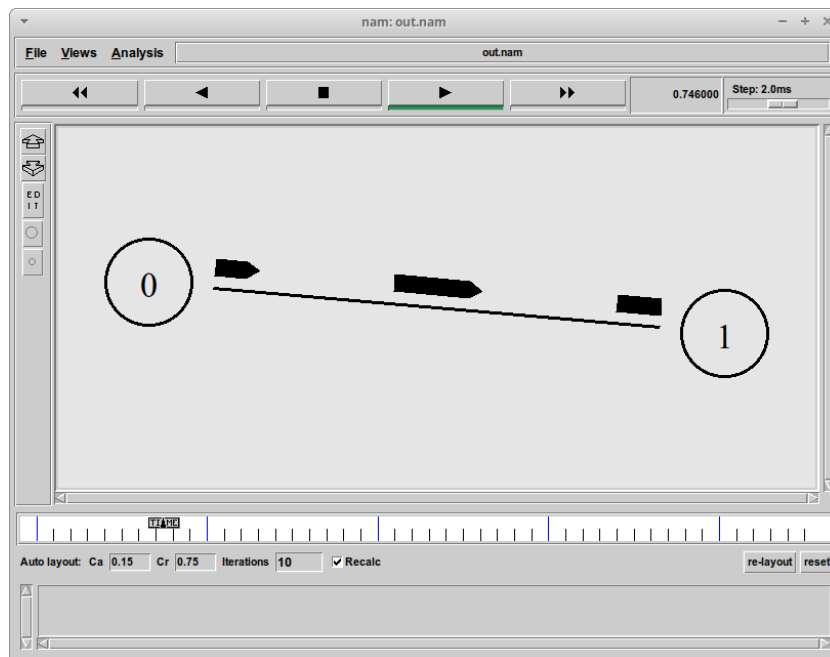 nam: out.nam
File Views Analysis out.nam
0.746000 Step: 2.0ms
ED
IT
0
1
TIME
Auto layout: Ca 0.15 Cr 0.75 Iterations 10 Recalc re-layout reset